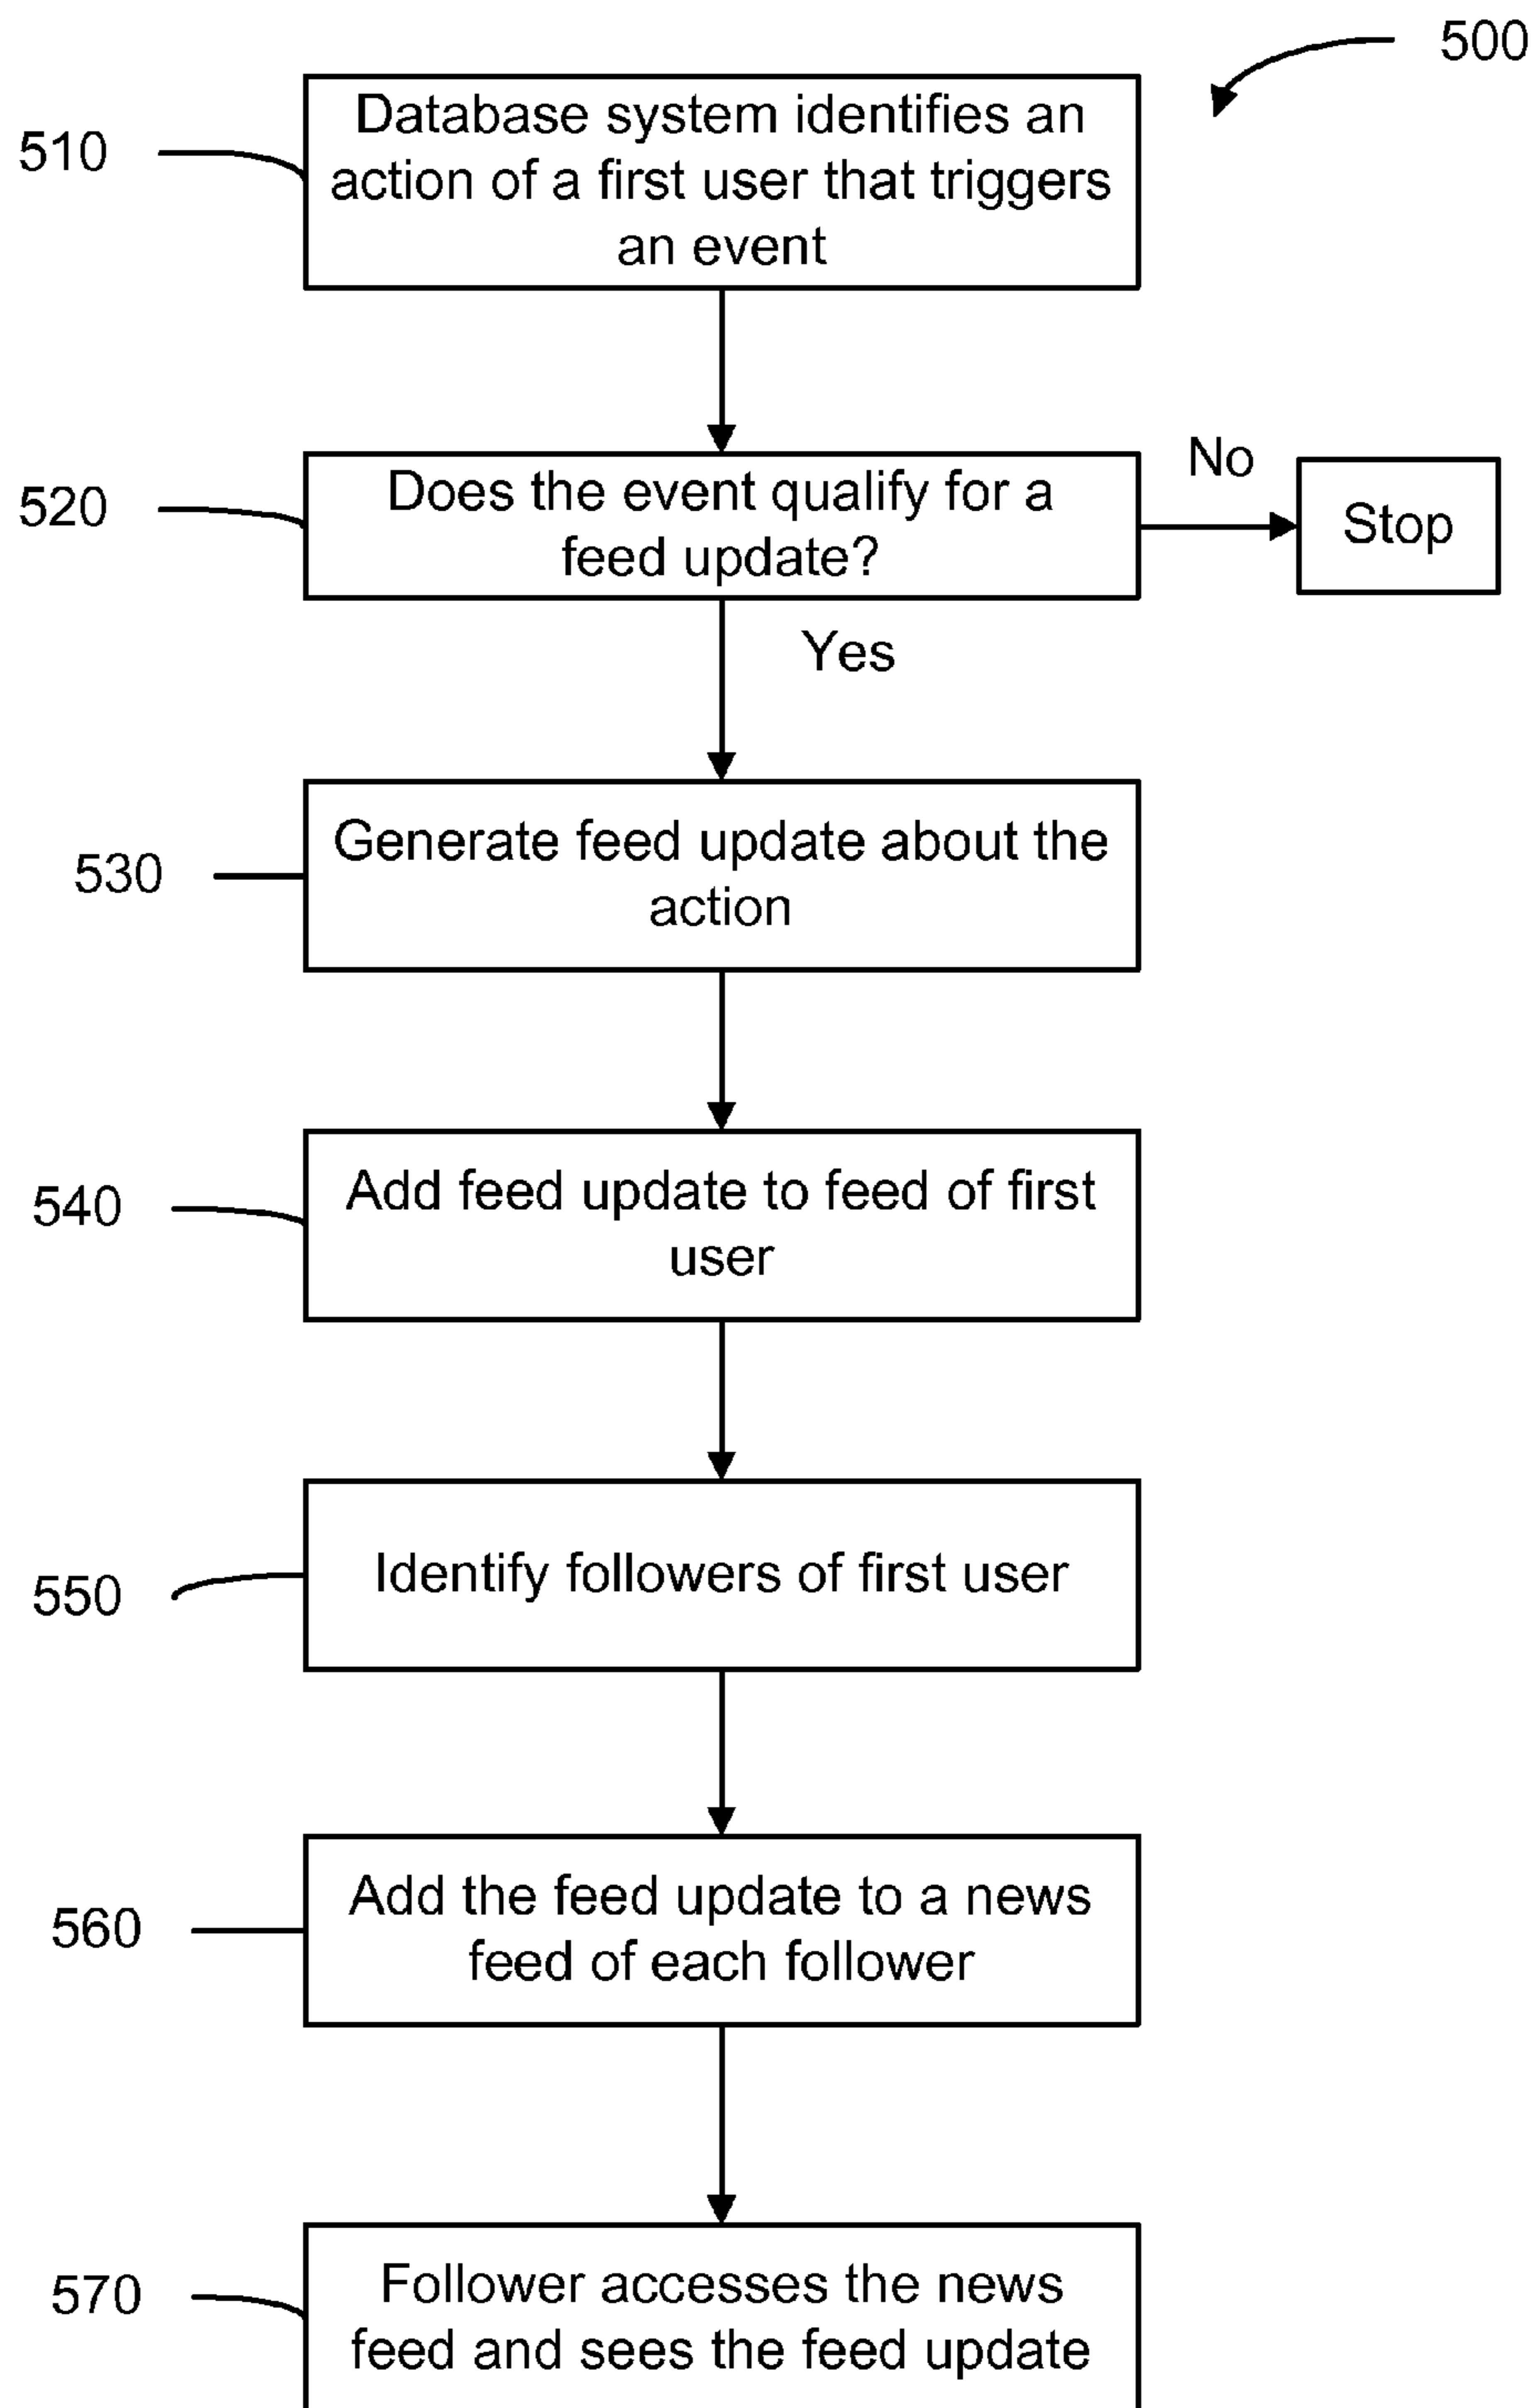 500
510
Database system identifies an
action of a first user that triggers
an event
520
Does the event qualify for a
feed update?
No
Stop
Yes
530
Generate feed update about the
action
540
Add feed update to feed of first
user
550
Identify followers of first user
560
Add the feed update to a news
feed of each follower
570
Follower accesses the news
feed and sees the feed update